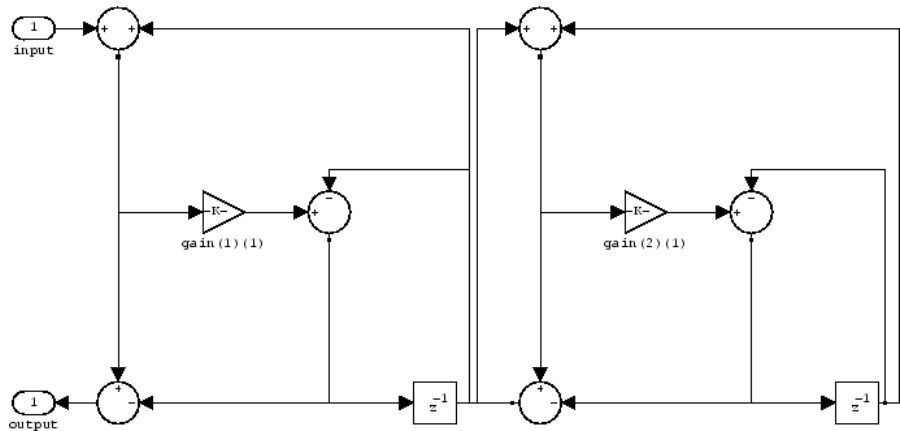 1
input
+ +
+ +
−
+ -K-
gain(1)(1)
−
+ -K-
gain(2)(1)
+
−
1
output
z-1
+
−
z-1